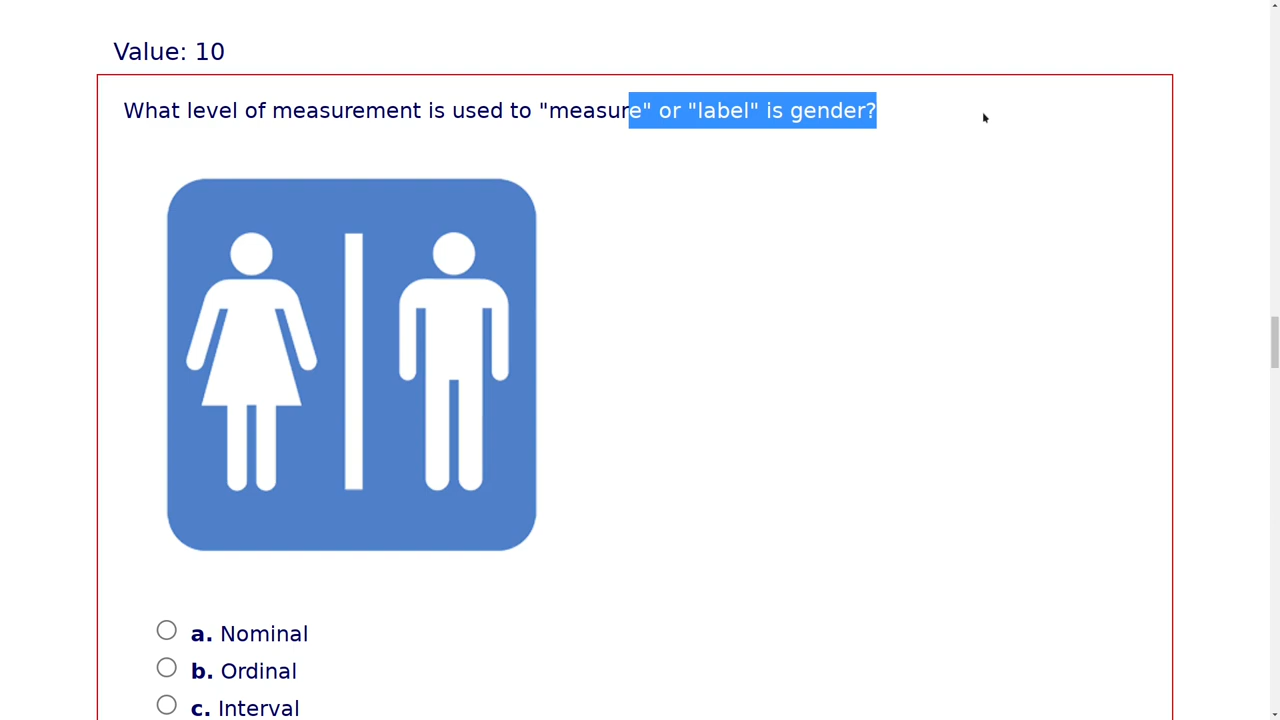 Value: 10
What level of measurement is used to "measure" or "label" is gender?
a. Nominal
b. Ordinal
c. Interval